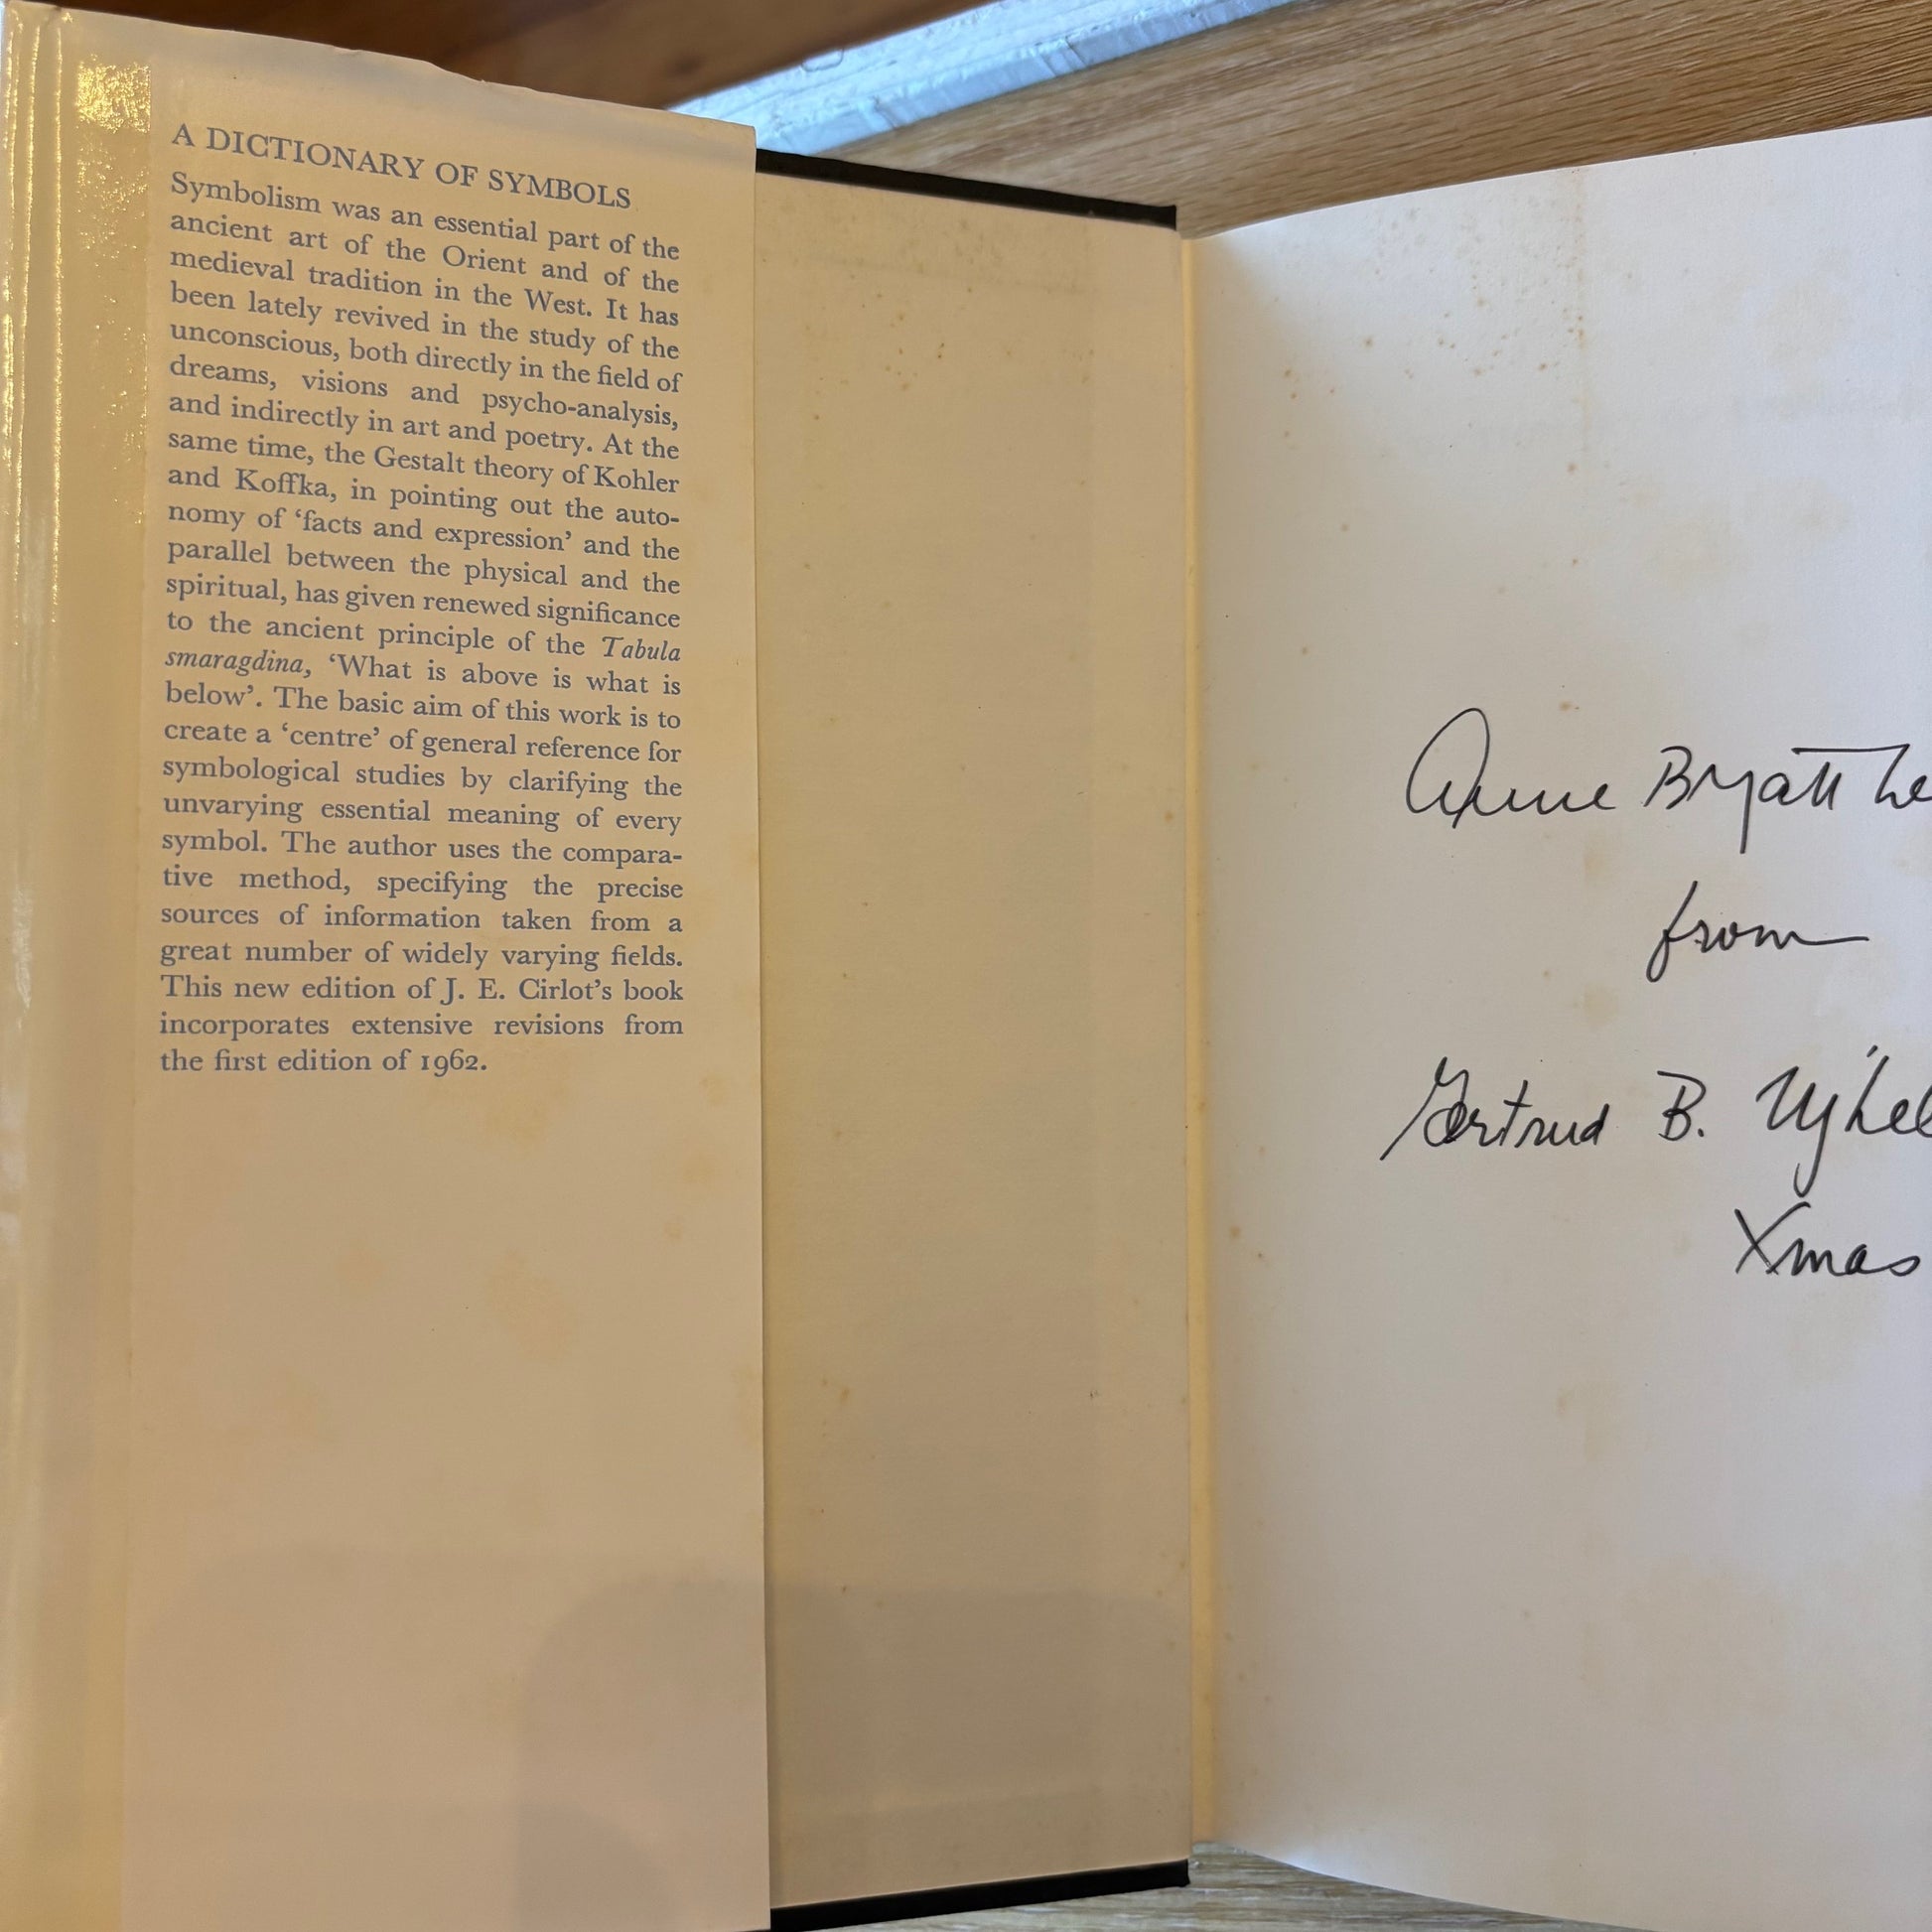 A DICTIONARY OF SYMBOLS
Symbolism was an essential part of the
ancient art of the Orient and of the
medieval tradition in the West. It has
been lately revived in the study of the
unconscious, both directly in the field of
dreams, visions and psycho-analysis,
and indirectly in art and poetry. At the
same time, the Gestalt theory of Kohler
and Koffka, in pointing out the auto-
nomy of ‘facts and expression’ and the
parallel between the physical and the
spiritual, has given renewed significance
to the ancient principle of the Tabula
smaragdina, ‘What is above is what is
below’. The basic aim of this work is to
create a ‘centre’ of general reference for
symbological studies by clarifying the
unvarying essential meaning of every
symbol. The author uses the compara-
tive method, specifying the precise
sources of information taken from a
great number of widely varying fields.
This new edition of J. E. Cirlot’s book
incorporates extensive revisions from
the first edition of 1962.
from
Gertrud B.
Xmas